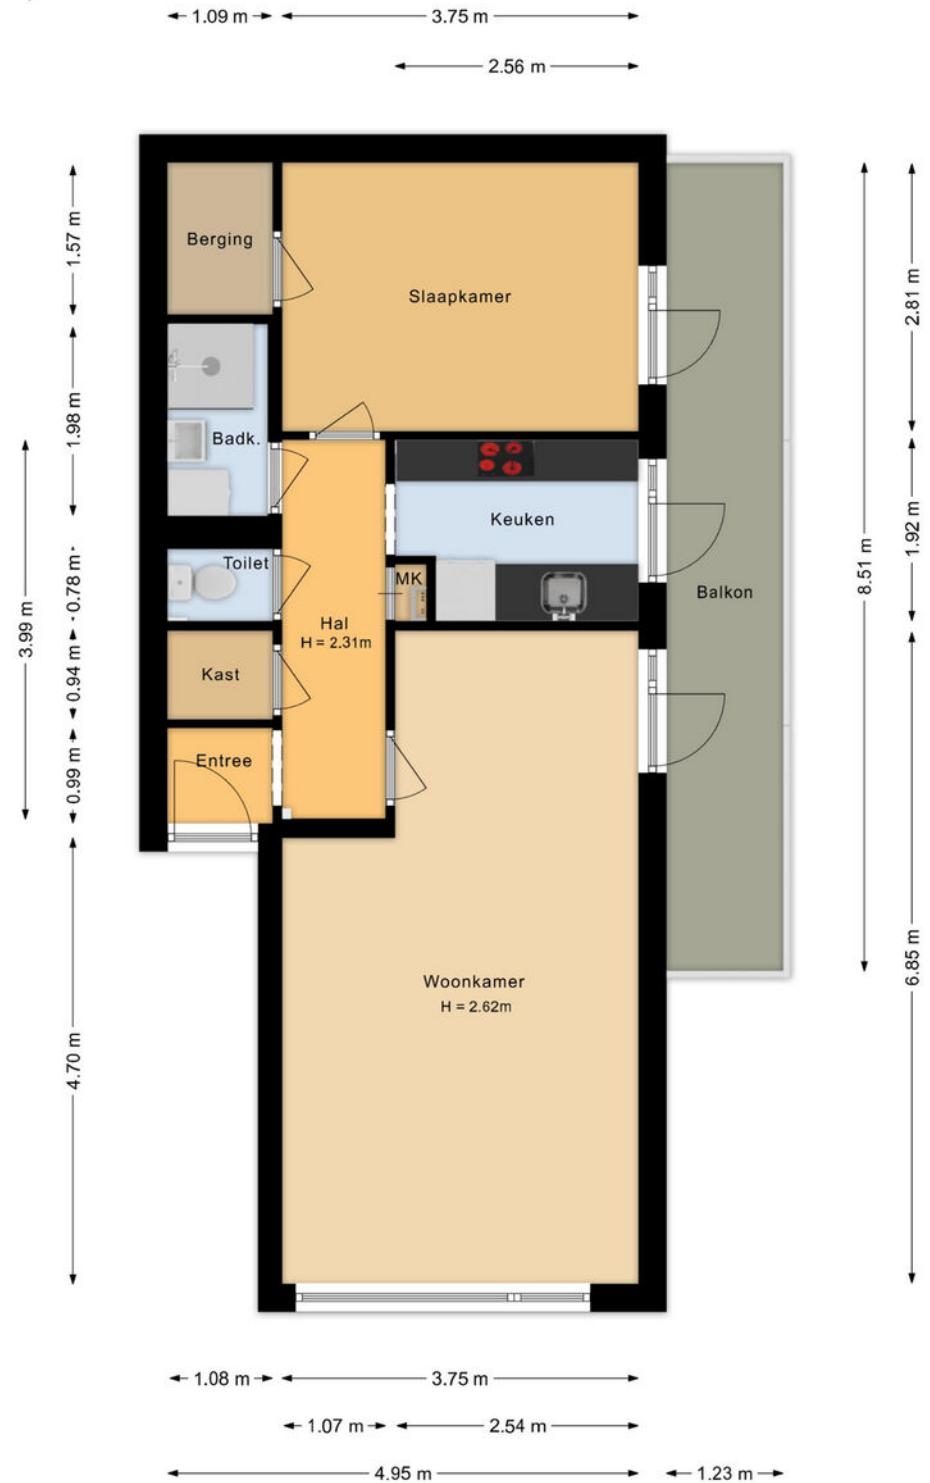 1.09 m
3.75 m
2.56 m
Berging
Slaapkamer
1.57 m
2.81 m
Badk.
1.98 m
Keuken
1.92 m
Toilet
MK
0.78 m
Balkon
8.51 m
Hal
H = 2.31m
3.99 m
Kast
0.94 m
Entree
0.99 m
Woonkamer
H = 2.62m
6.85 m
4.70 m
1.08 m
3.75 m
1.07 m
2.54 m
4.95 m
1.23 m